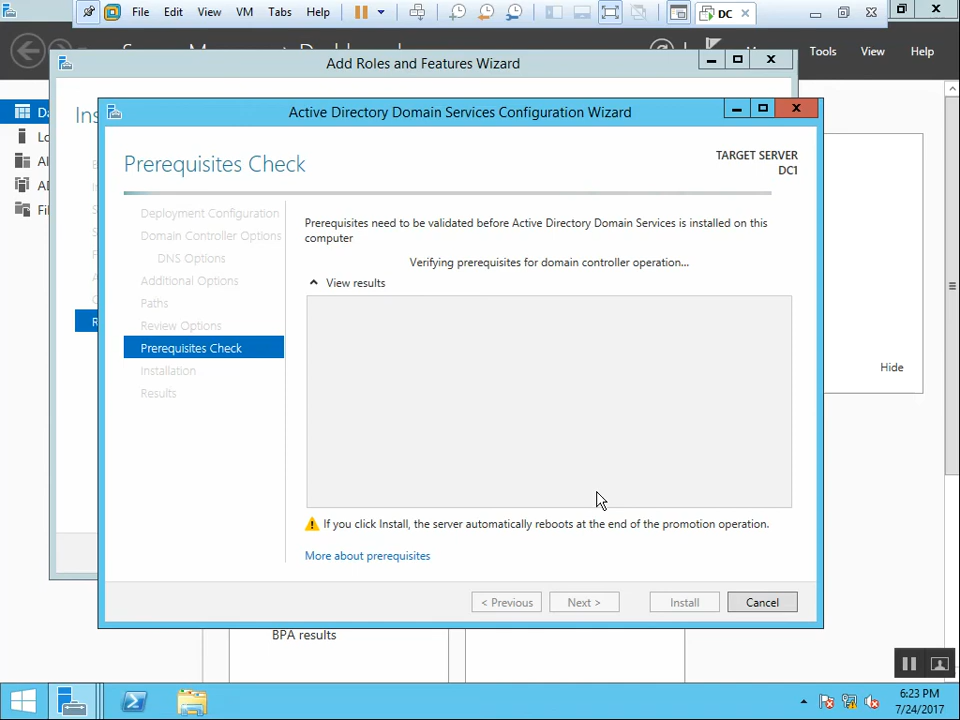 File Edit View VM Tabs Help
DC
Tools View Help
Add Roles and Features Wizard
Active Directory Domain Services Configuration Wizard
Prerequisites Check
TARGET SERVER
DC1
Deployment Configuration
Domain Controller Options
DNS Options
Additional Options
Paths
Review Options
Prerequisites Check
Installation
Results
Prerequisites need to be validated before Active Directory Domain Services is installed on this
computer
Verifying prerequisites for domain controller operation...
View results
If you click Install, the server automatically reboots at the end of the promotion operation.
More about prerequisites
< Previous Next > Install Cancel
Hide
BPA results
6:23 PM
7/24/2017